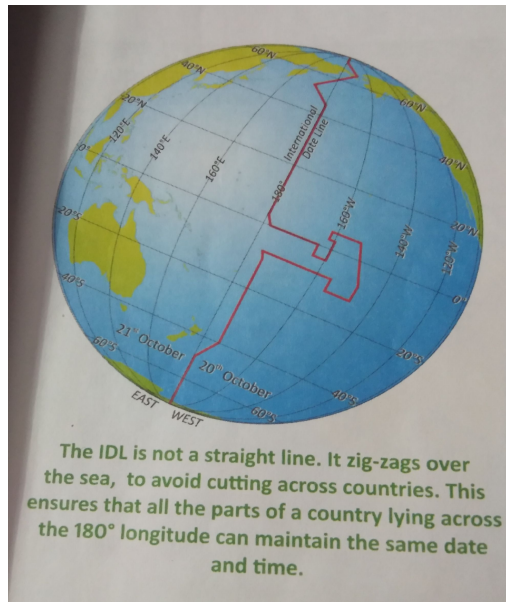 60°N
40°N
20°N
0°
20°S
40°S
60°S
120°E
140°E
160°E
180°
International
Date Line
160°W
140°W
120°W
60°N
40°N
20°N
0°
20°S
40°S
60°S
21st October
20th October
EAST
WEST
The IDL is not a straight line. It zig-zags over
the sea, to avoid cutting across countries. This
ensures that all the parts of a country lying across
the 180° longitude can maintain the same date
and time.